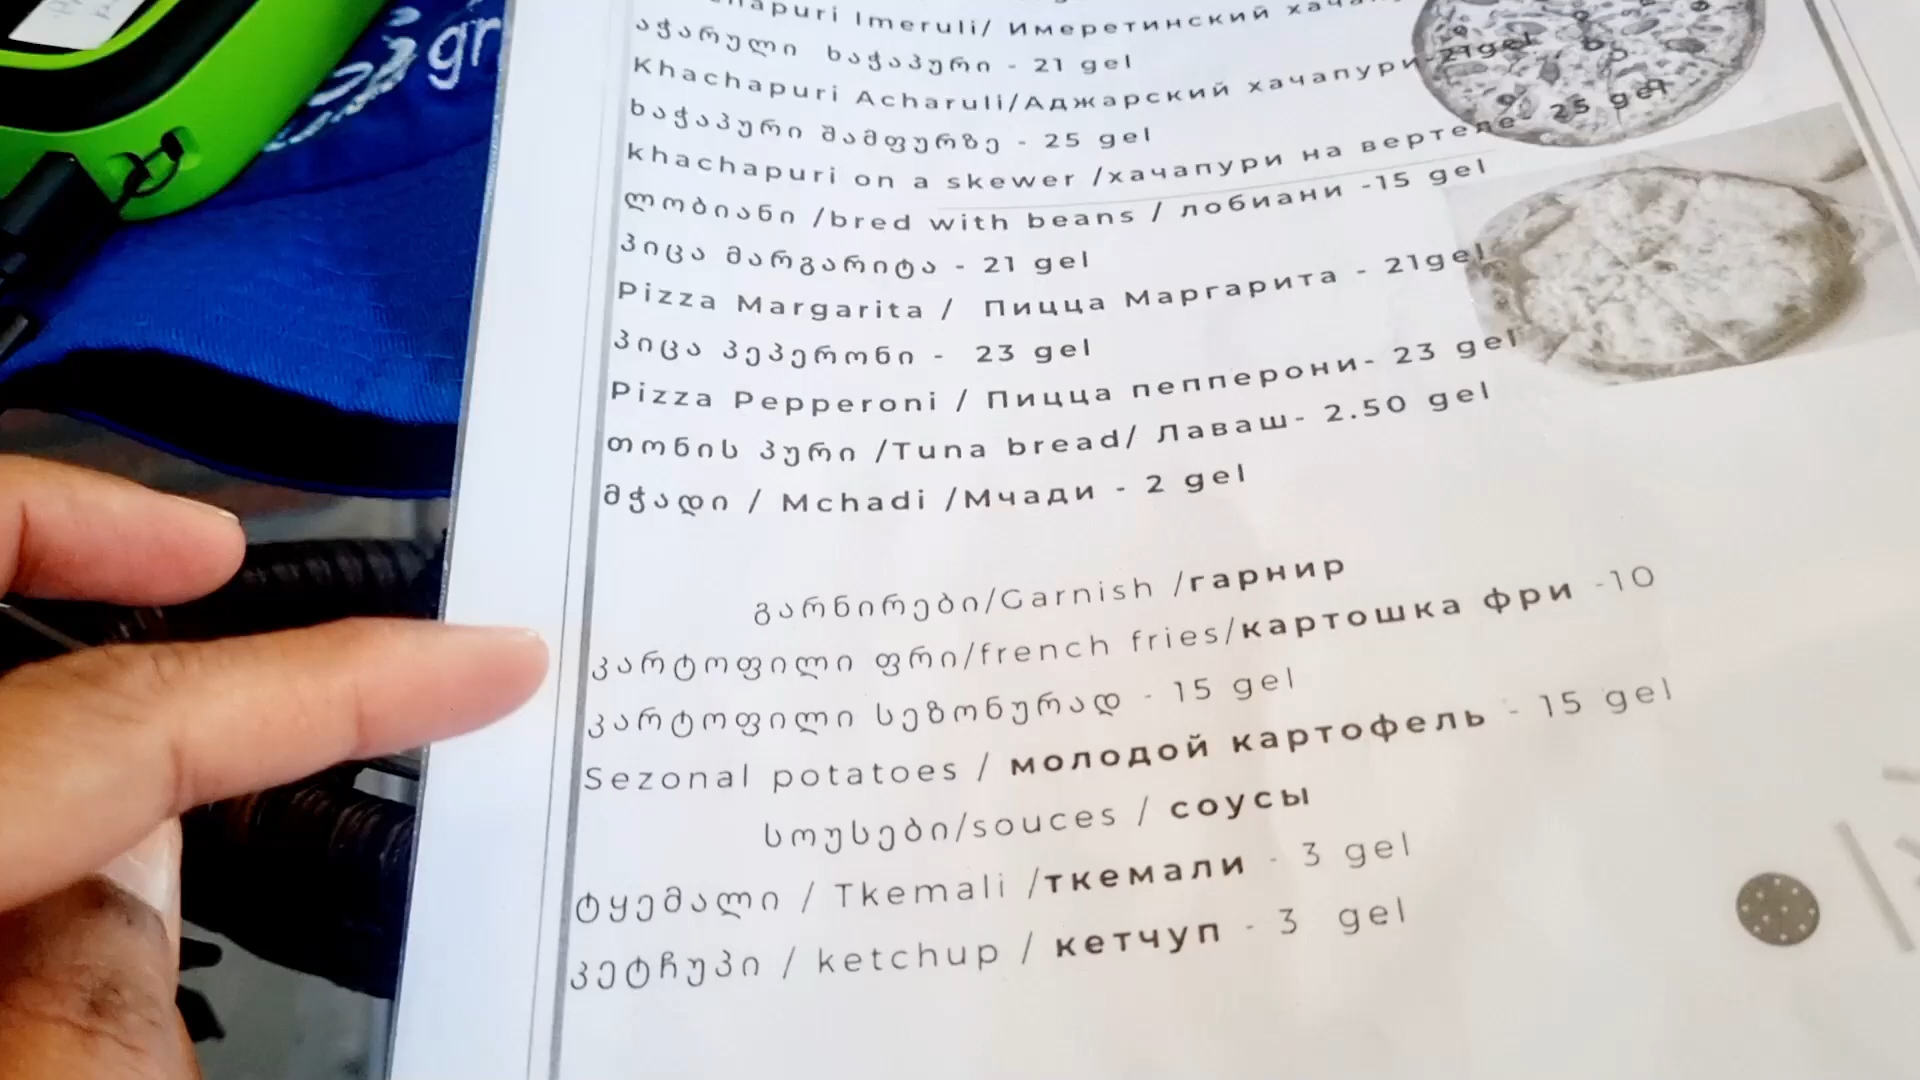 gr
Imeruli/ Имеретинский
აჭარული ხაჭაპური - 21 gel
Khachapuri Acharuli/Аджарский хачапури-21gel
ხაჭაპური შამფურზე - 25 gel
khachapuri on a skewer /хачапури на вертеле- 25 gel
ლობიანი /bred with beans / лобиани -15 gel
პიცა მარგარიტა - 21 gel
Pizza Margarita / Пицца Маргарита - 21gel
პიცა პეპერონი - 23 gel
Pizza Pepperoni / Пицца пепперони- 23 gel
თონის პური /Tuna bread/ Лаваш- 2.50 gel
მჭადი / Mchadi /Мчади - 2 gel
გარნირები/Garnish /гарнир
კარტოფილი ფრი/french fries/картошка фри -10
კარტოფილი სეზონურად - 15 gel
Sezonal potatoes / молодой картофель - 15 gel
სოუსები/souces / соусы
ტყემალი / Tkemali /ткемали - 3 gel
კეტჩუპი / ketchup / кетчуп - 3 gel